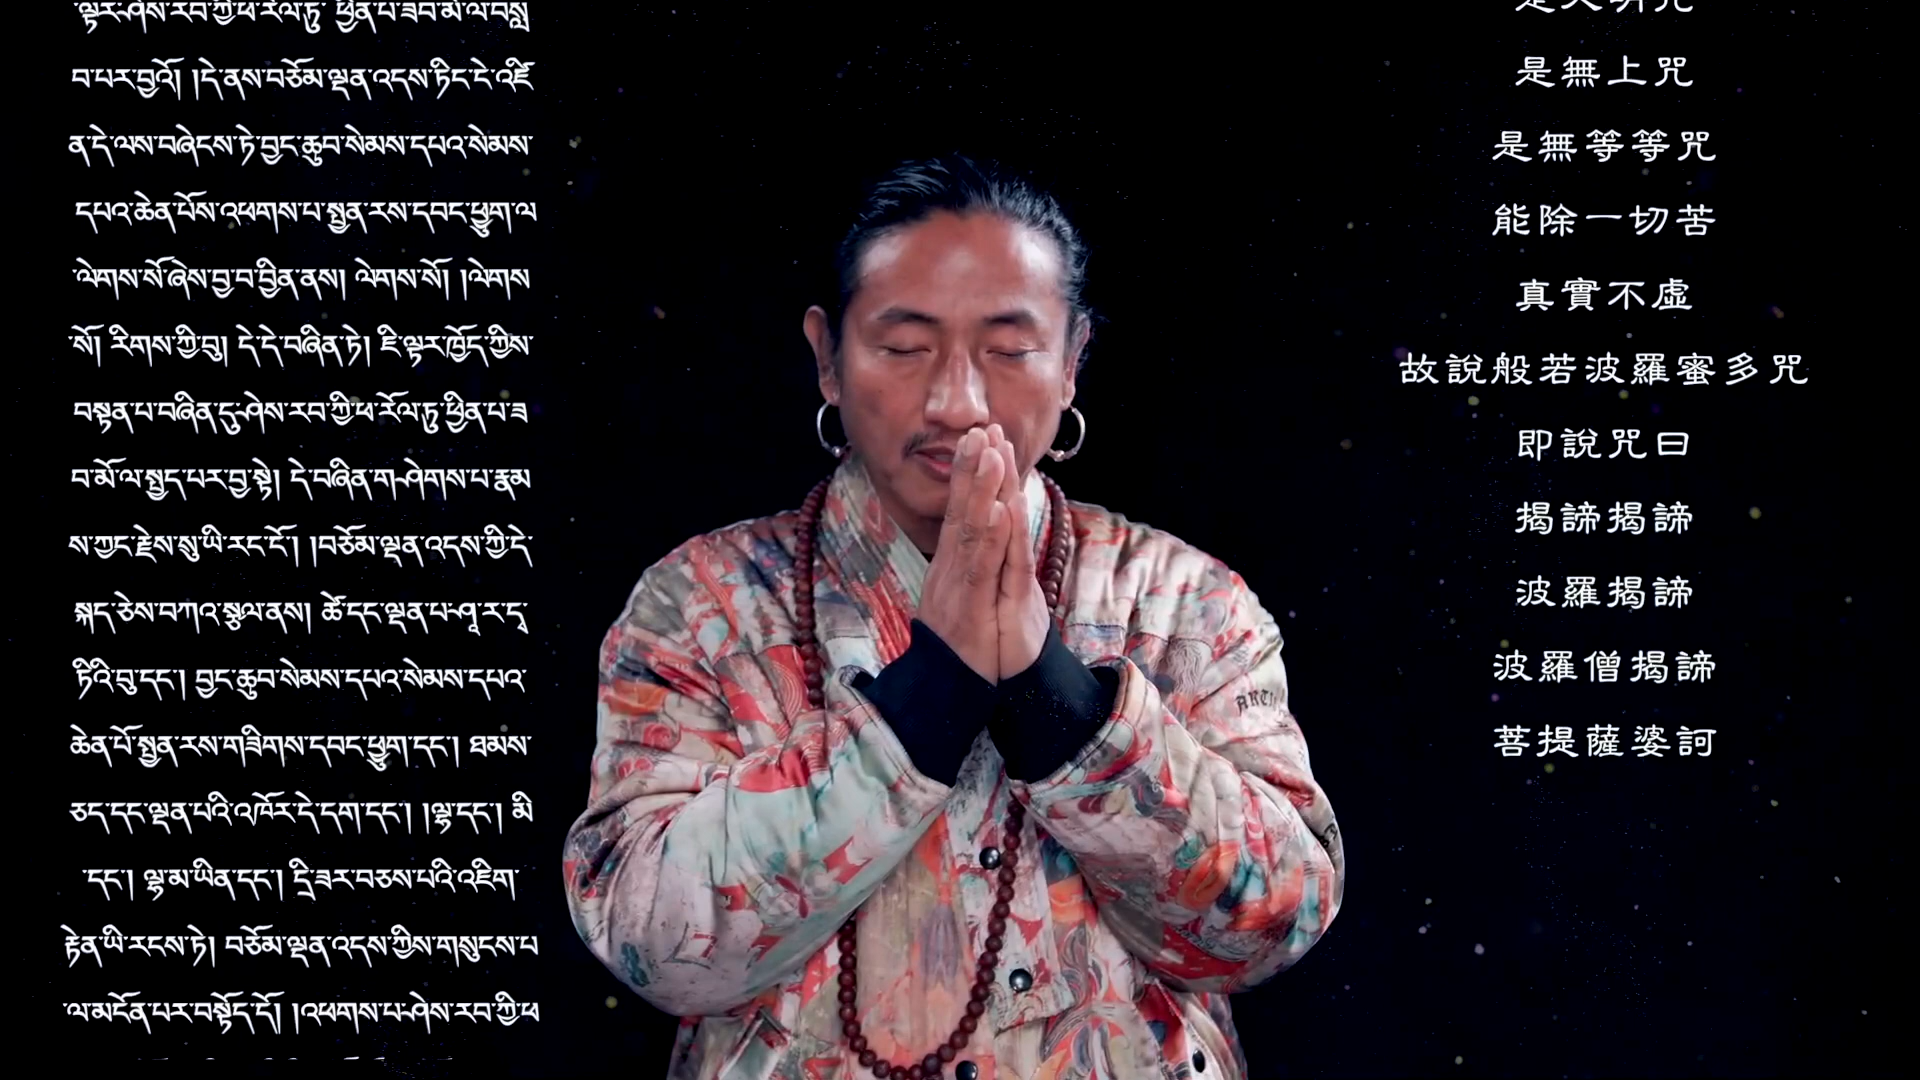 བ་པར་བྱའོ། །དེ་ནས་བཅོམ་ལྡན་འདས་ཏིང་ངེ་འཛི
ན་དེ་ལས་བཞེངས་ཏེ་བྱང་ཆུབ་སེམས་དཔའ་སེམས་
དཔའ་ཆེན་པོས་འཕགས་པ་སྤྱན་རས་དབང་ཕྱུག་ལ
་ལེགས་སོ་ཞེས་བྱ་བ་བྱིན་ནས། ལེགས་སོ། །ལེགས
་སོ། རིགས་ཀྱི་བུ། དེ་དེ་བཞིན་ཏེ། ཇི་ལྟར་ཁྱོད་ཀྱིས་
བསྟན་པ་བཞིན་དུ་ཤེས་རབ་ཀྱི་ཕ་རོལ་ཏུ་ཕྱིན་པ་ཟ
བ་མོ་ལ་སྤྱད་པར་བྱ་སྟེ། དེ་བཞིན་གཤེགས་པ་རྣམ
ས་ཀྱང་རྗེས་སུ་ཡི་རང་ངོ་། །བཅོམ་ལྡན་འདས་ཀྱི་དེ་
སྐད་ཅེས་བཀའ་སྩལ་ནས། ཚེ་དང་ལྡན་པ་ཤཱ་ར་དྭ
ཏིའི་བུ་དང་། བྱང་ཆུབ་སེམས་དཔའ་སེམས་དཔའ་
ཆེན་པོ་སྤྱན་རས་གཟིགས་དབང་ཕྱུག་དང་། ཐམས་
ཅད་དང་ལྡན་པའི་འཁོར་དེ་དག་དང་། །ལྷ་དང་། མི
་དང་། ལྷ་མ་ཡིན་དང་། དྲི་ཟར་བཅས་པའི་འཇིག་
རྟེན་ཡི་རངས་ཏེ། བཅོམ་ལྡན་འདས་ཀྱིས་གསུངས་པ
་ལ་མངོན་པར་བསྟོད་དོ། །འཕགས་པ་ཤེས་རབ་ཀྱི་ཕ
是無上咒
是無等等咒
能除一切苦
真實不虛
故說般若波羅蜜多咒
即說咒曰
揭諦揭諦
波羅揭諦
波羅僧揭諦
菩提薩婆訶